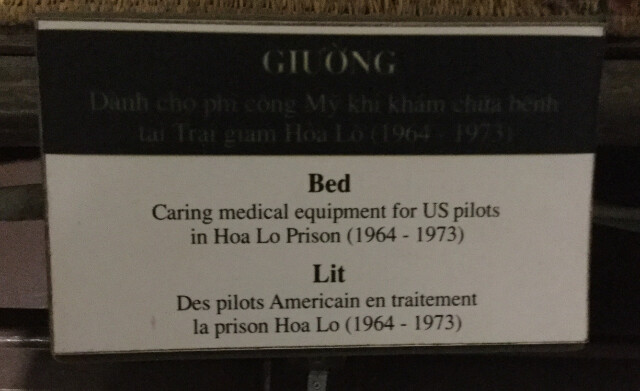 GIƯỜNG
Dành cho phi công Mỹ khi khám chữa bệnh
tại Trại giam Hỏa Lò (1964 - 1973)
Bed
Caring medical equipment for US pilots
in Hoa Lo Prison (1964 - 1973)
Lit
Des pilots Americain en traitement
la prison Hoa Lo (1964 - 1973)